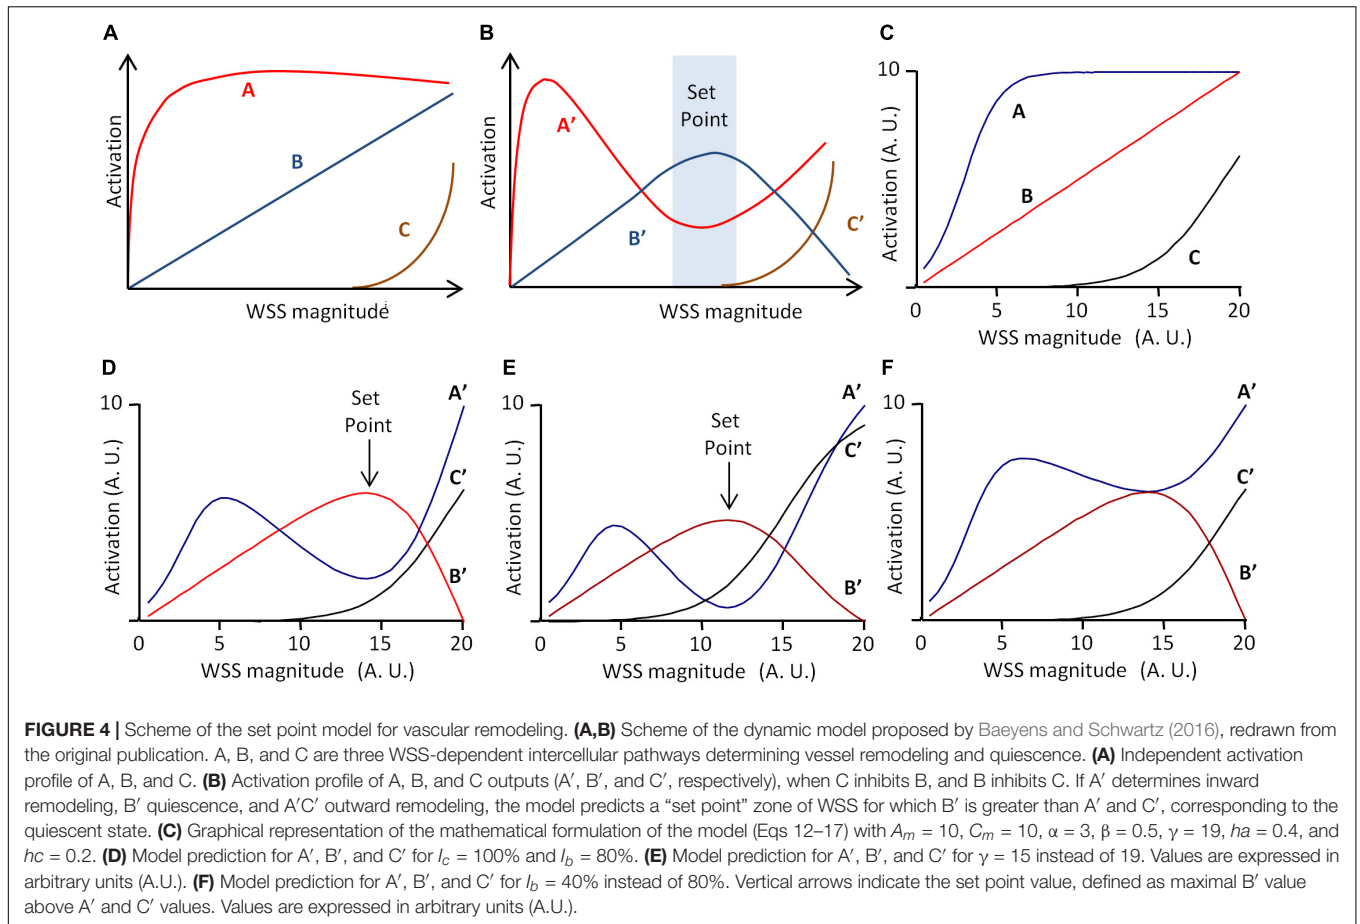 A
Activation
A
B
C
WSS magnitude
B
Activation
Set
Point
A’
B’
C’
WSS magnitude
C
10
Activation (A. U.)
A
B
C
0 5 10 15 20
WSS magnitude (A. U.)
D
10
Activation (A. U.)
Set
Point
A’
C’
B’
0 5 10 15 20
WSS magnitude (A. U.)
E
10
Activation (A. U.)
Set
Point
A’
C’
B’
0 5 10 15 20
WSS magnitude (A. U.)
F
10
Activation (A. U.)
A’
C’
B’
0 5 10 15 20
WSS magnitude (A. U.)
FIGURE 4 | Scheme of the set point model for vascular remodeling. (A,B) Scheme of the dynamic model proposed by Baeyens and Schwartz (2016), redrawn from
the original publication. A, B, and C are three WSS-dependent intercellular pathways determining vessel remodeling and quiescence. (A) Independent activation
profile of A, B, and C. (B) Activation profile of A, B, and C outputs (A′, B′, and C′, respectively), when C inhibits B, and B inhibits C. If A′ determines inward
remodeling, B′ quiescence, and A′C′ outward remodeling, the model predicts a “set point” zone of WSS for which B′ is greater than A′ and C′, corresponding to the
quiescent state. (C) Graphical representation of the mathematical formulation of the model (Eqs 12–17) with Am = 10, Cm = 10, α = 3, β = 0.5, γ = 19, ha = 0.4, and
hc = 0.2. (D) Model prediction for A′, B′, and C′ for Ic = 100% and Ib = 80%. (E) Model prediction for A′, B′, and C′ for γ = 15 instead of 19. Values are expressed in
arbitrary units (A.U.). (F) Model prediction for A′, B′, and C′ for Ib = 40% instead of 80%. Vertical arrows indicate the set point value, defined as maximal B′ value
above A′ and C′ values. Values are expressed in arbitrary units (A.U.).